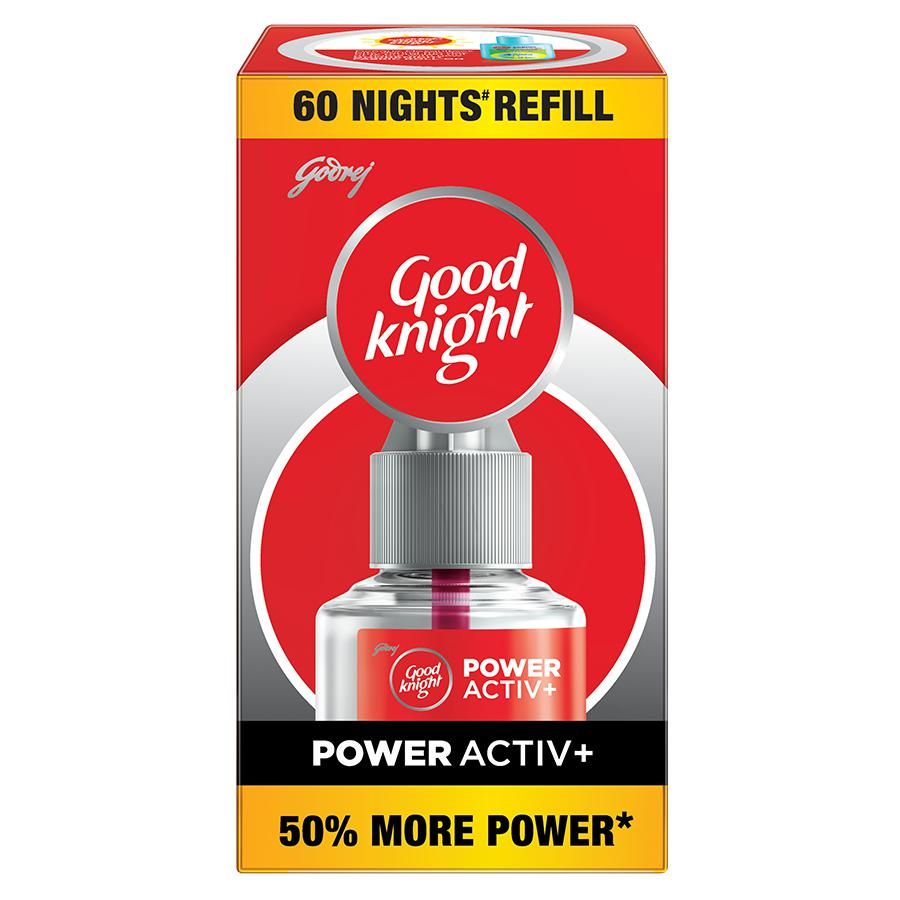 60 NIGHTS# REFILL
Godrej
Good
knight
Godrej
Good
knight
POWER
ACTIV+
POWER ACTIV+
50% MORE POWER*